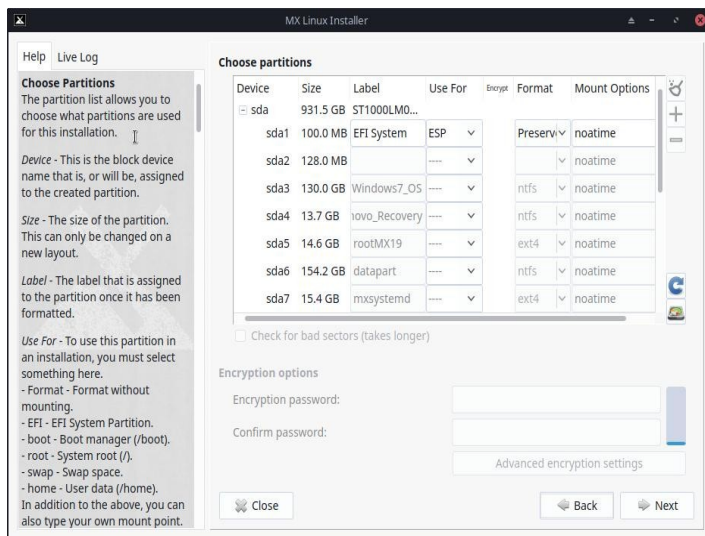 MX Linux Installer
Help Live Log
Choose Partitions
The partition list allows you to
choose what partitions are used
for this installation.
Device - This is the block device
name that is, or will be, assigned
to the created partition.
Size - The size of the partition.
This can only be changed on a
new layout.
Label - The label that is assigned
to the partition once it has been
formatted.
Use For - To use this partition in
an installation, you must select
something here.
- Format - Format without
mounting.
- EFI - EFI System Partition.
- boot - Boot manager (/boot).
- root - System root (/).
- swap - Swap space.
- home - User data (/home).
In addition to the above, you can
also type your own mount point.
Choose partitions
Device Size Label Use For Encrypt Format Mount Options
sda 931.5 GB ST1000LM0...
sda1 100.0 MB EFI System ESP Preserv noatime
sda2 128.0 MB ---- noatime
sda3 130.0 GB Windows7_OS ---- ntfs noatime
sda4 13.7 GB novo_Recovery ---- ntfs noatime
sda5 14.6 GB rootMX19 ---- ext4 noatime
sda6 154.2 GB datapart ---- ntfs noatime
sda7 15.4 GB mxsystemd ---- ext4 noatime
Check for bad sectors (takes longer)
Encryption options
Encryption password:
Confirm password:
Advanced encryption settings
Close Back Next